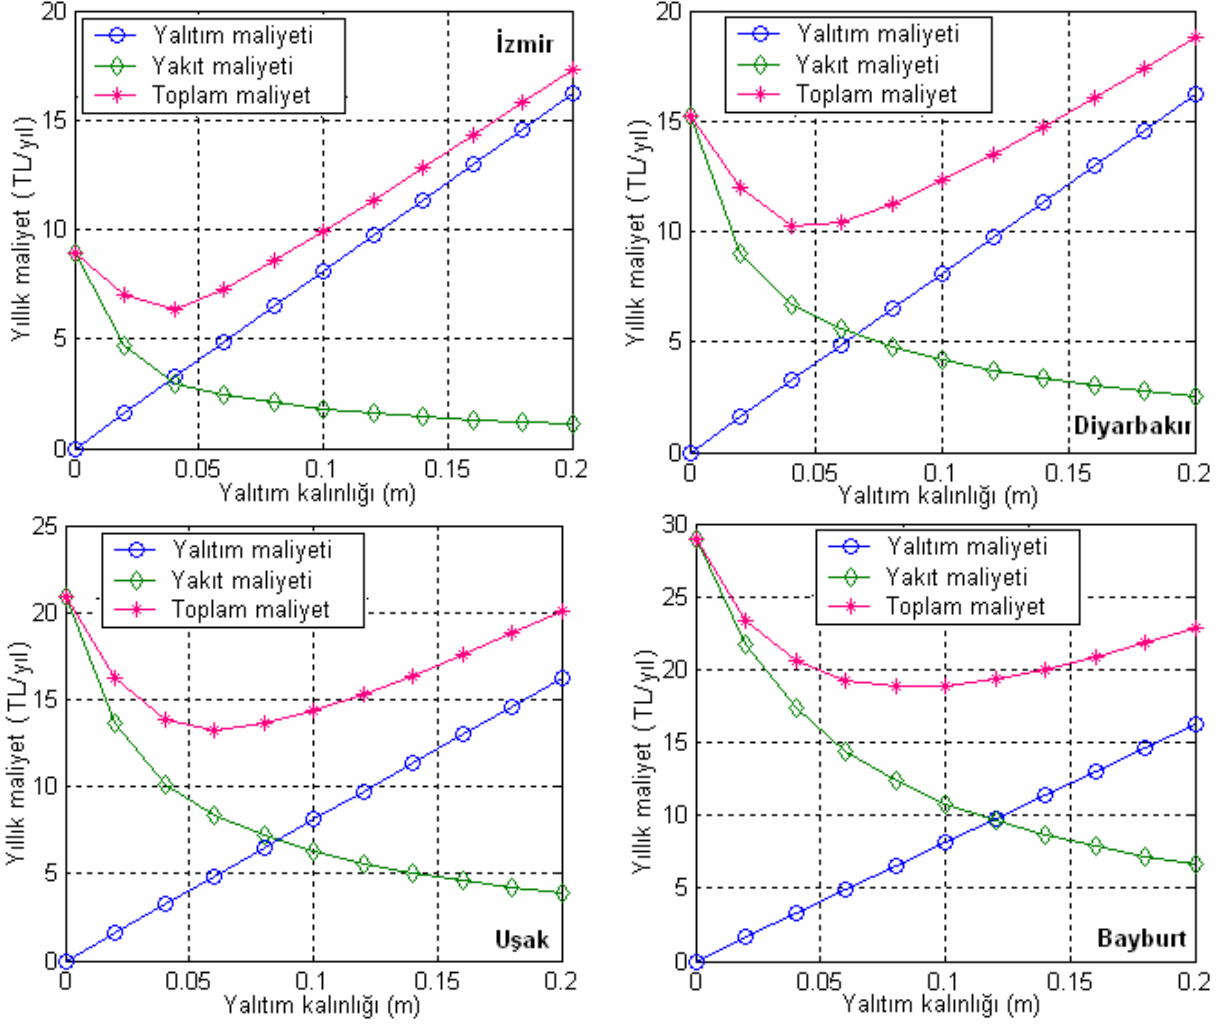 20
15
10
5
0
Yıllık maliyet (TL/yıl)
Yalıtım maliyeti
Yakıt maliyeti
Toplam maliyet
İzmir
0 0.05 0.1 0.15 0.2
Yalıtım kalınlığı (m)
20
15
10
5
0
Yıllık maliyet (TL/yıl)
Yalıtım maliyeti
Yakıt maliyeti
Toplam maliyet
Diyarbakır
0 0.05 0.1 0.15 0.2
Yalıtım kalınlığı (m)
25
20
15
10
5
0
Yıllık maliyet (TL/yıl)
Yalıtım maliyeti
Yakıt maliyeti
Toplam maliyet
Uşak
0 0.05 0.1 0.15 0.2
Yalıtım kalınlığı (m)
30
25
20
15
10
5
0
Yıllık maliyet (TL/yıl)
Yalıtım maliyeti
Yakıt maliyeti
Toplam maliyet
Bayburt
0 0.05 0.1 0.15 0.2
Yalıtım kalınlığı (m)